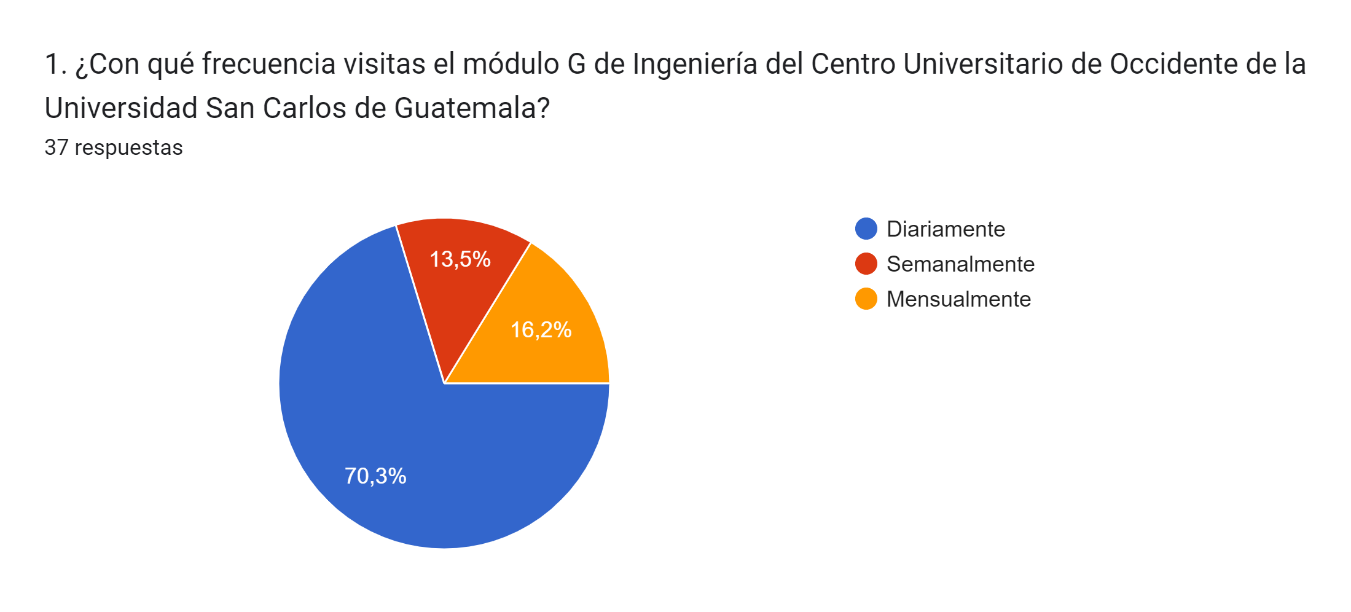 1. ¿Con qué frecuencia visitas el módulo G de Ingeniería del Centro Universitario de Occidente de la
Universidad San Carlos de Guatemala?
37 respuestas
Diariamente
Semanalmente
Mensualmente
13,5%
16,2%
70,3%